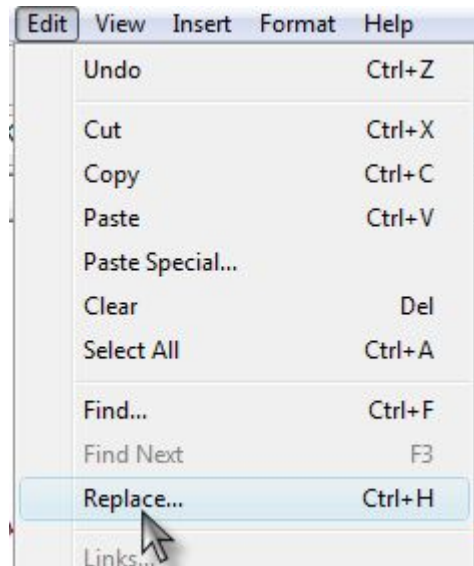 Edit View Insert Format Help
Undo Ctrl+Z
Cut Ctrl+X
Copy Ctrl+C
Paste Ctrl+V
Paste Special...
Clear Del
Select All Ctrl+A
Find... Ctrl+F
Find Next F3
Replace... Ctrl+H
Links...